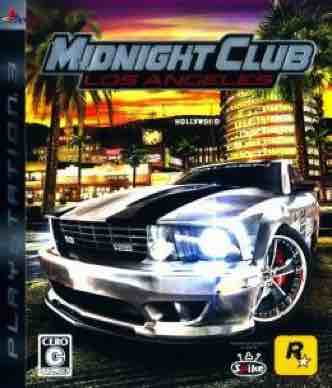 PLAYSTATION 3
MIDNIGHT CLUB
LOS ANGELES
HOLLYWOOD
CERO
C
Spike
R★